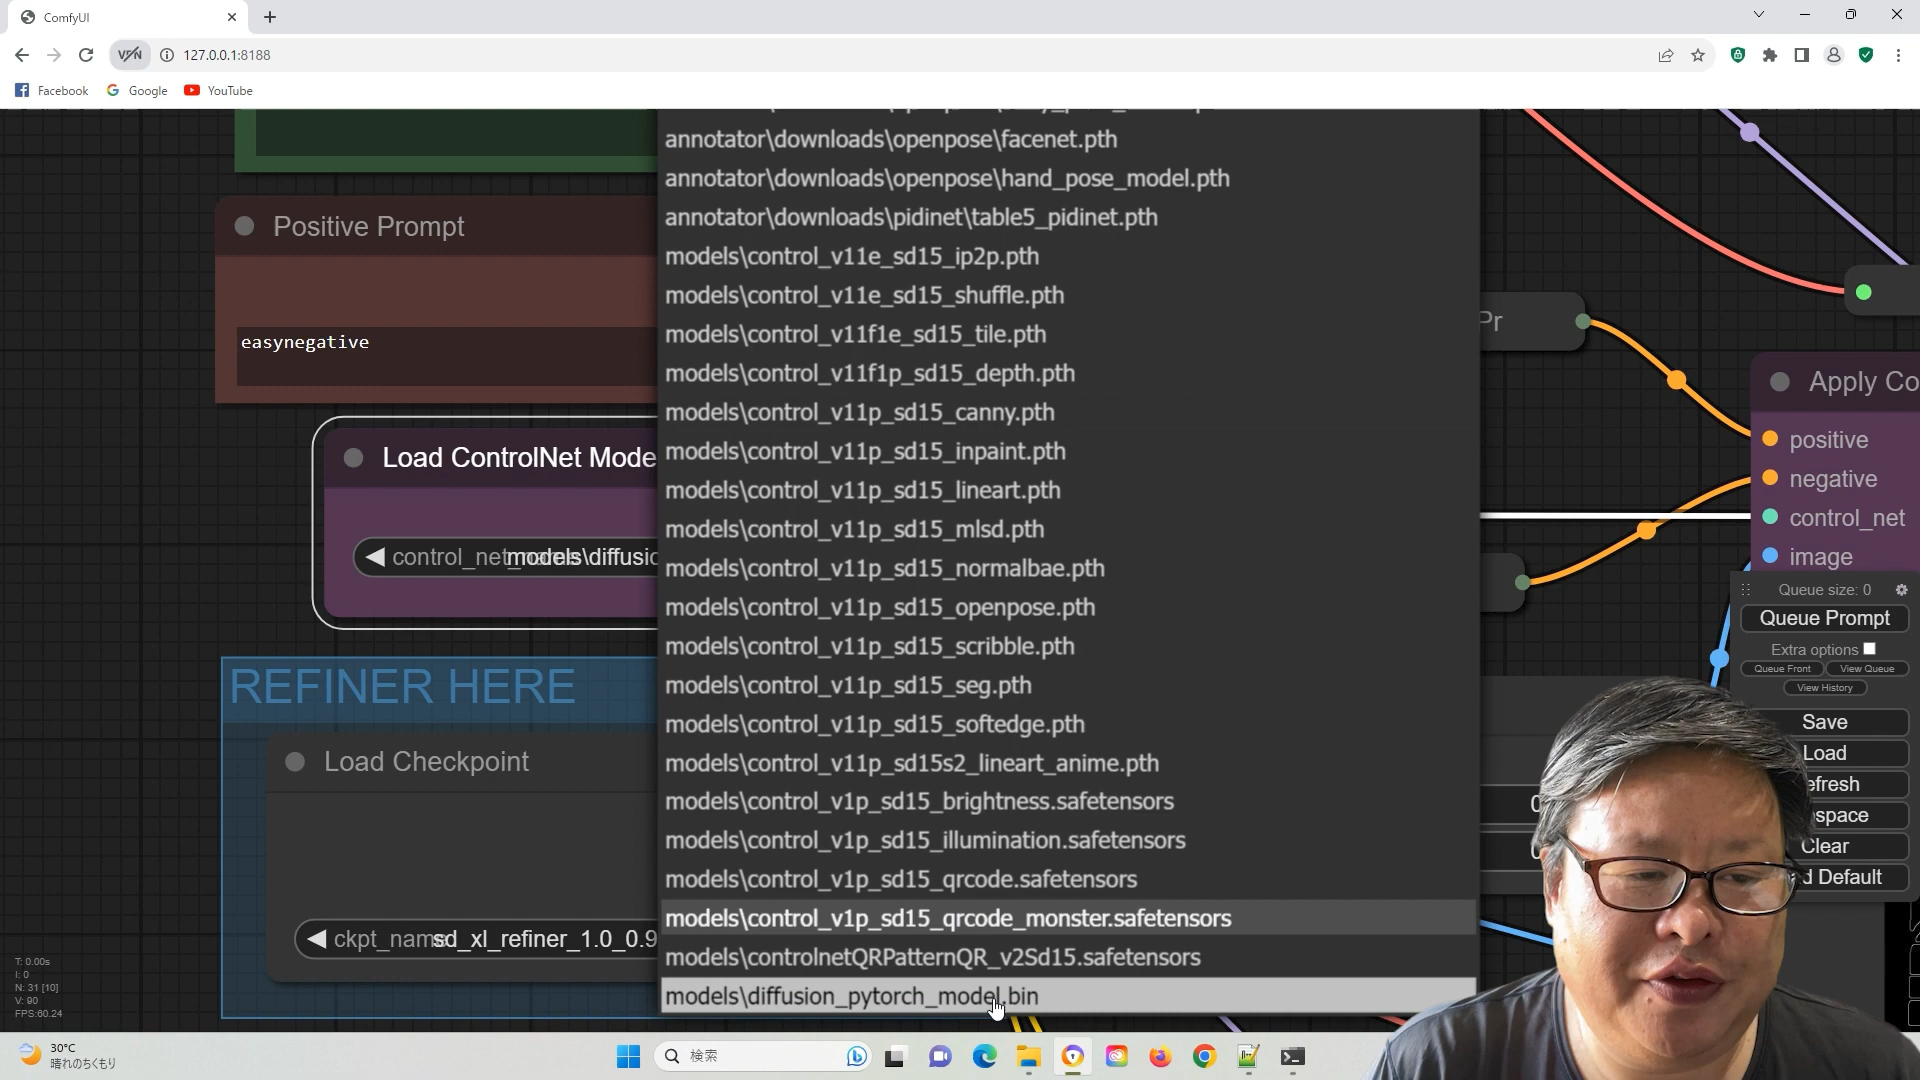 ComfyUI
VPN
127.0.0.1:8188
Facebook
Google
YouTube
annotator\downloads\openpose\facenet.pth
annotator\downloads\openpose\hand_pose_model.pth
annotator\downloads\pidinet\table5_pidinet.pth
models\control_v11e_sd15_ip2p.pth
models\control_v11e_sd15_shuffle.pth
models\control_v11f1e_sd15_tile.pth
models\control_v11f1p_sd15_depth.pth
models\control_v11p_sd15_canny.pth
models\control_v11p_sd15_inpaint.pth
models\control_v11p_sd15_lineart.pth
models\control_v11p_sd15_mlsd.pth
models\control_v11p_sd15_normalbae.pth
models\control_v11p_sd15_openpose.pth
models\control_v11p_sd15_scribble.pth
models\control_v11p_sd15_seg.pth
models\control_v11p_sd15_softedge.pth
models\control_v11p_sd15s2_lineart_anime.pth
models\control_v1p_sd15_brightness.safetensors
models\control_v1p_sd15_illumination.safetensors
models\control_v1p_sd15_qrcode.safetensors
models\control_v1p_sd15_qrcode_monster.safetensors
models\controlnetQRPatternQR_v2Sd15.safetensors
models\diffusion_pytorch_model.bin
Positive Prompt
easynegative
Load ControlNet Mode
models\diffusio
REFINER HERE
Load Checkpoint
sd_xl_refiner_1.0_0.9
T: 0.00s
I: 0
N: 31 [10]
V: 90
FPS:60.24
Pr
Apply Co
positive
negative
control_net
image
Queue size: 0
Queue Prompt
Extra options
Queue Front
View Queue
View History
Save
Load
efresh
space
Clear
d Default
30°C
晴れのちくもり
検索